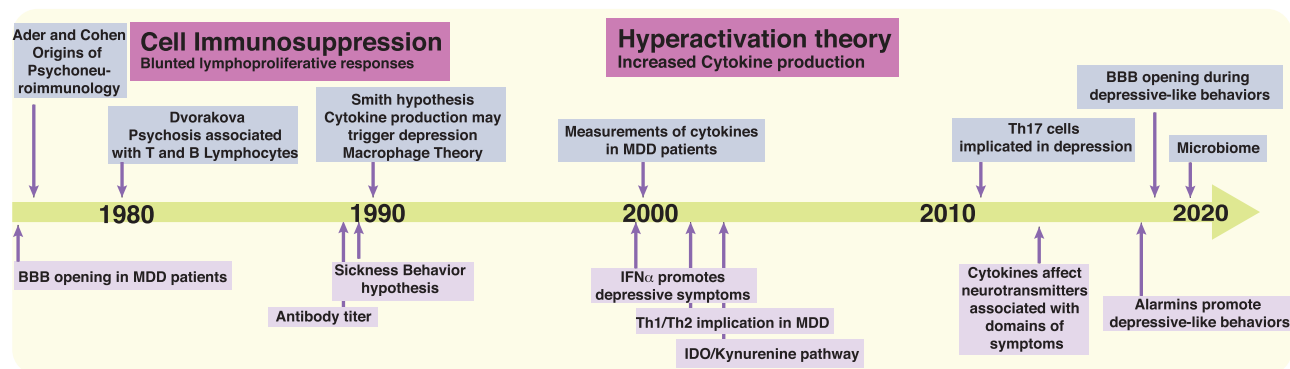 Ader and Cohen
Origins of
Psychoneu-
roimmunology
Cell Immunosuppression
Blunted lymphoproliferative responses
Hyperactivation theory
Increased Cytokine production
Dvorakova
Psychosis associated
with T and B Lymphocytes
Smith hypothesis
Cytokine production may
trigger depression
Macrophage Theory
Measurements of cytokines
in MDD patients
Th17 cells
implicated in depression
BBB opening during
depressive-like behaviors
Microbiome
1980
1990
2000
2010
2020
BBB opening in MDD patients
Antibody titer
Sickness Behavior
hypothesis
IFNα promotes
depressive symptoms
Th1/Th2 implication in MDD
IDO/Kynurenine pathway
Cytokines affect
neurotransmitters
associated with
domains of
symptoms
Alarmins promote
depressive-like behaviors